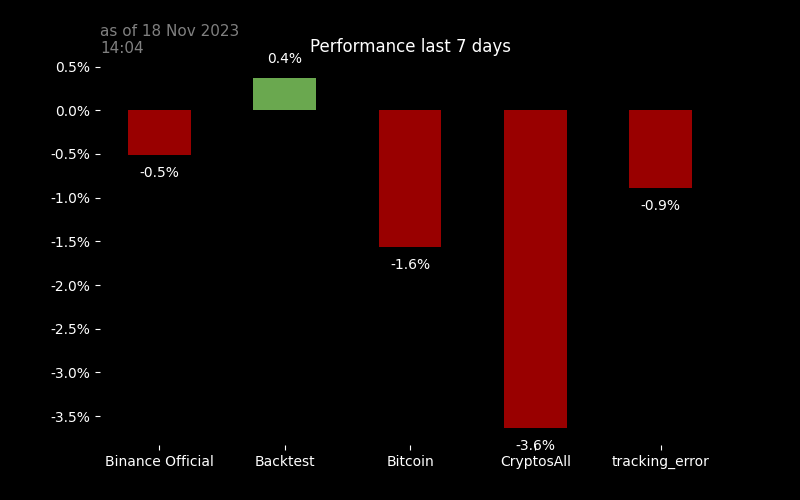 as of 18 Nov 2023
14:04
Performance last 7 days
0.5%
0.0%
-0.5%
-1.0%
-1.5%
-2.0%
-2.5%
-3.0%
-3.5%
-0.5%
0.4%
-1.6%
-3.6%
-0.9%
Binance Official
Backtest
Bitcoin
CryptosAll
tracking_error